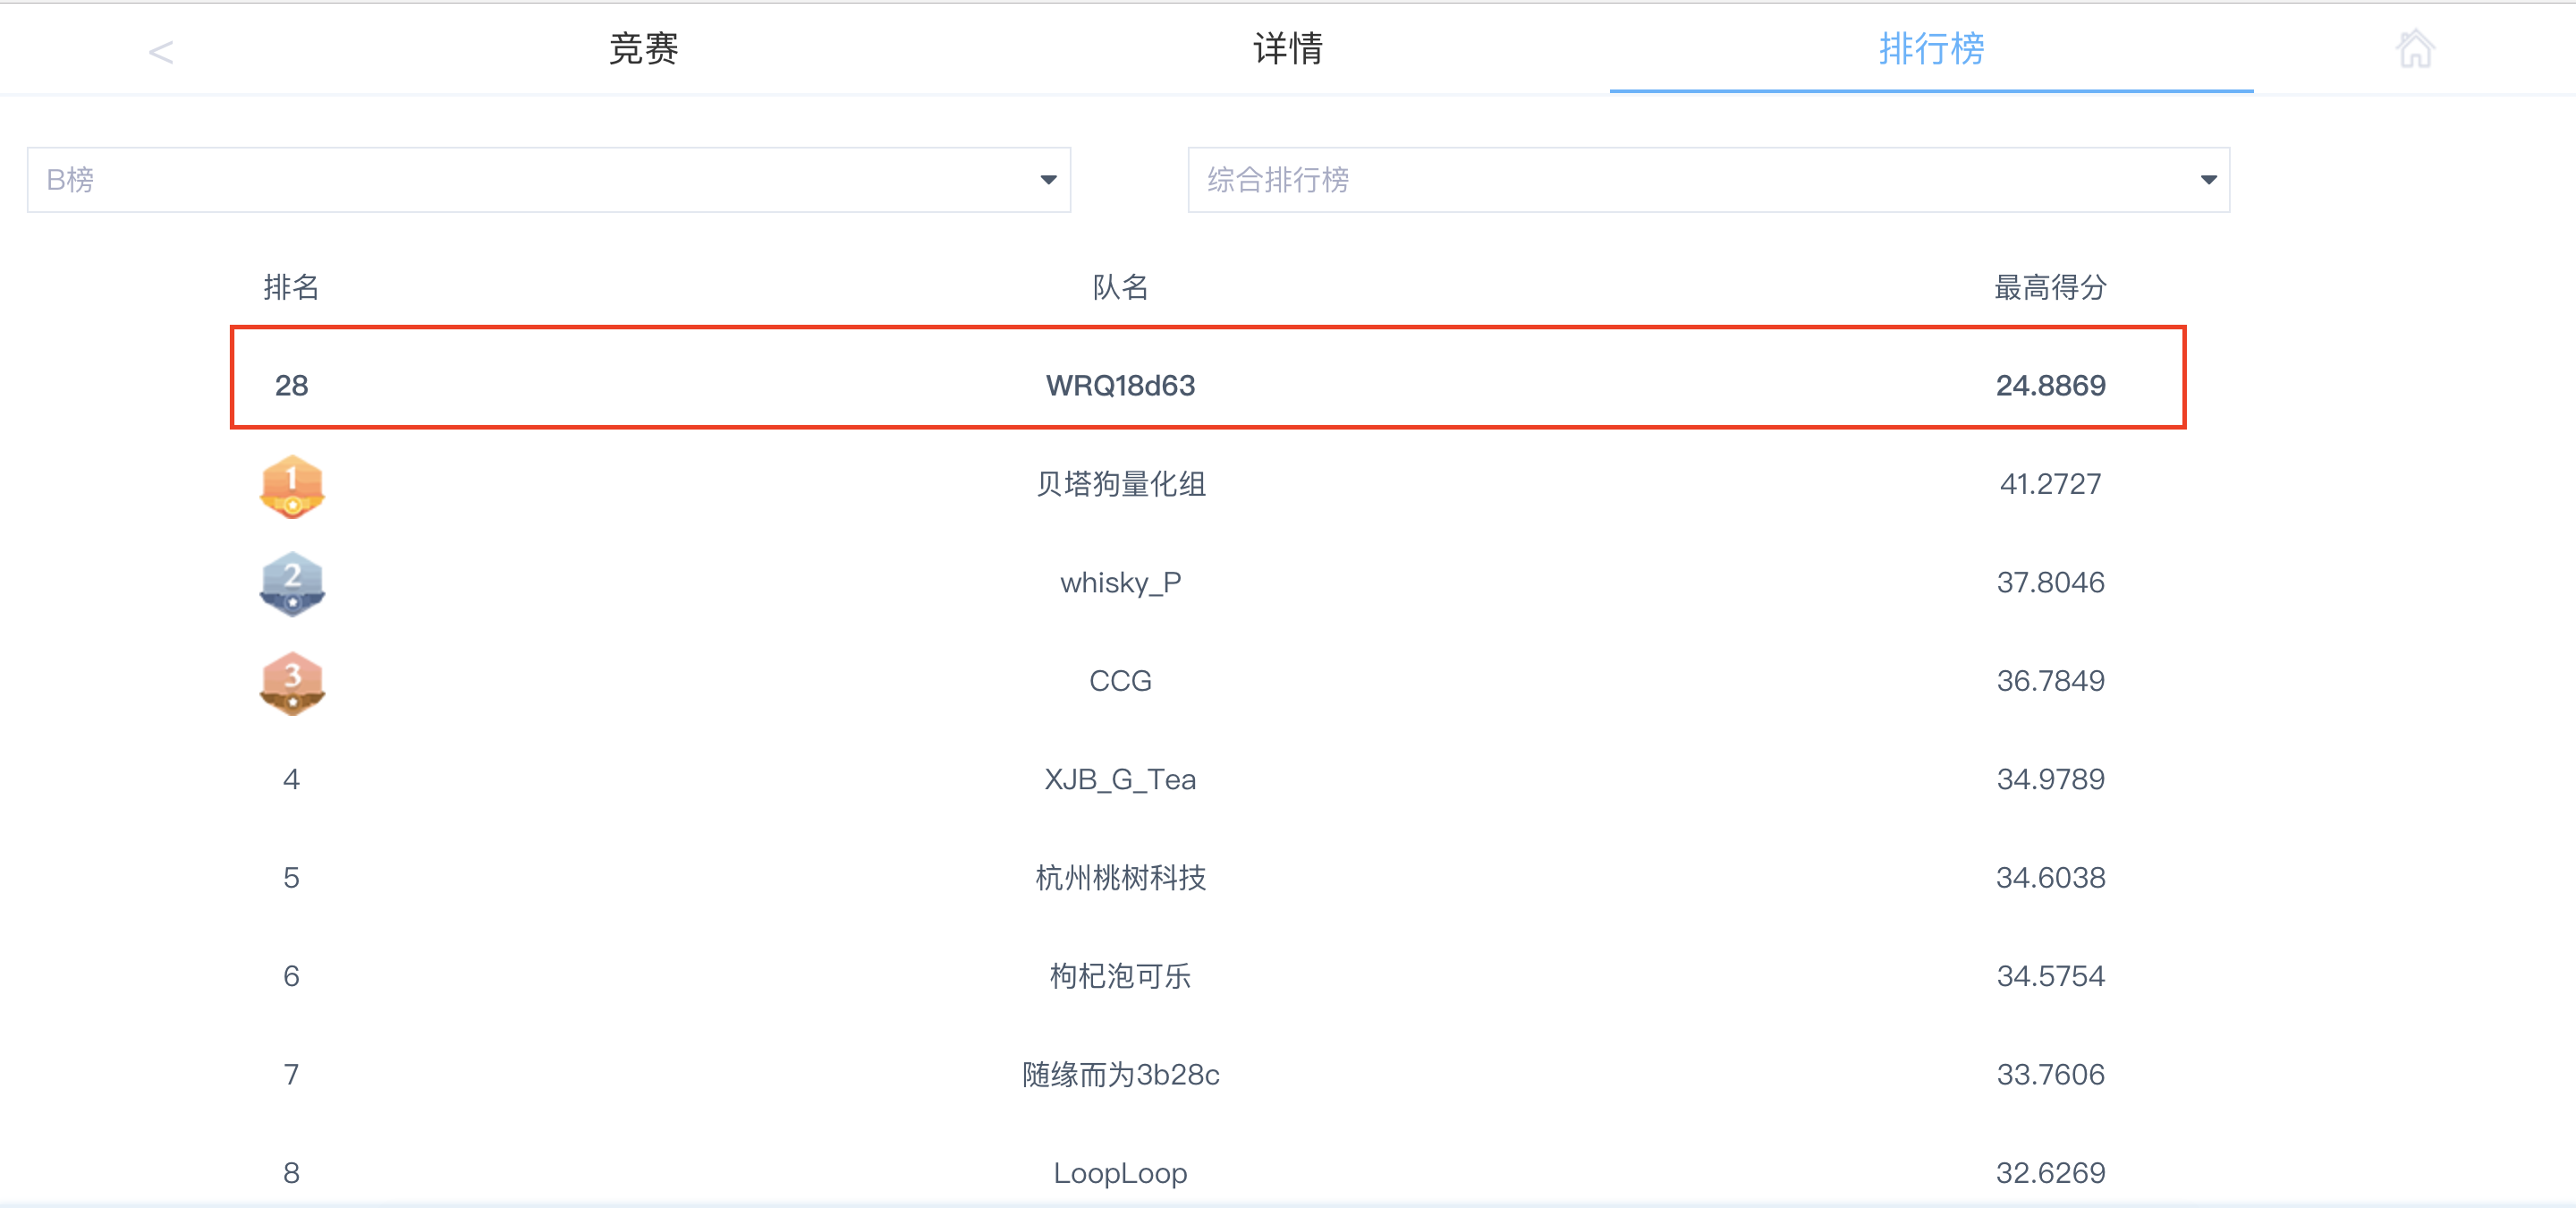 < 竞赛 详情 排行榜
B榜 综合排行榜
排名 队名 最高得分
28 WRQ18d63 24.8869
1 贝塔狗量化组 41.2727
2 whisky_P 37.8046
3 CCG 36.7849
4 XJB_G_Tea 34.9789
5 杭州桃树科技 34.6038
6 枸杞泡可乐 34.5754
7 随缘而为3b28c 33.7606
8 LoopLoop 32.6269